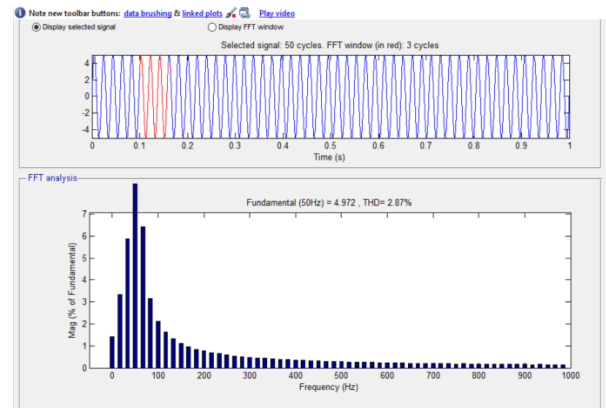 Note new toolbar buttons: data brushing & linked plots Play video
Display selected signal Display FFT window
Selected signal: 50 cycles. FFT window (in red): 3 cycles
4
2
0
-2
-4
0 0.1 0.2 0.3 0.4 0.5 0.6 0.7 0.8 0.9 1
Time (s)
FFT analysis
Fundamental (50Hz) = 4.972 , THD= 2.87%
7
6
5
4
3
2
1
0
Mag (% of Fundamental)
0 100 200 300 400 500 600 700 800 900 1000
Frequency (Hz)